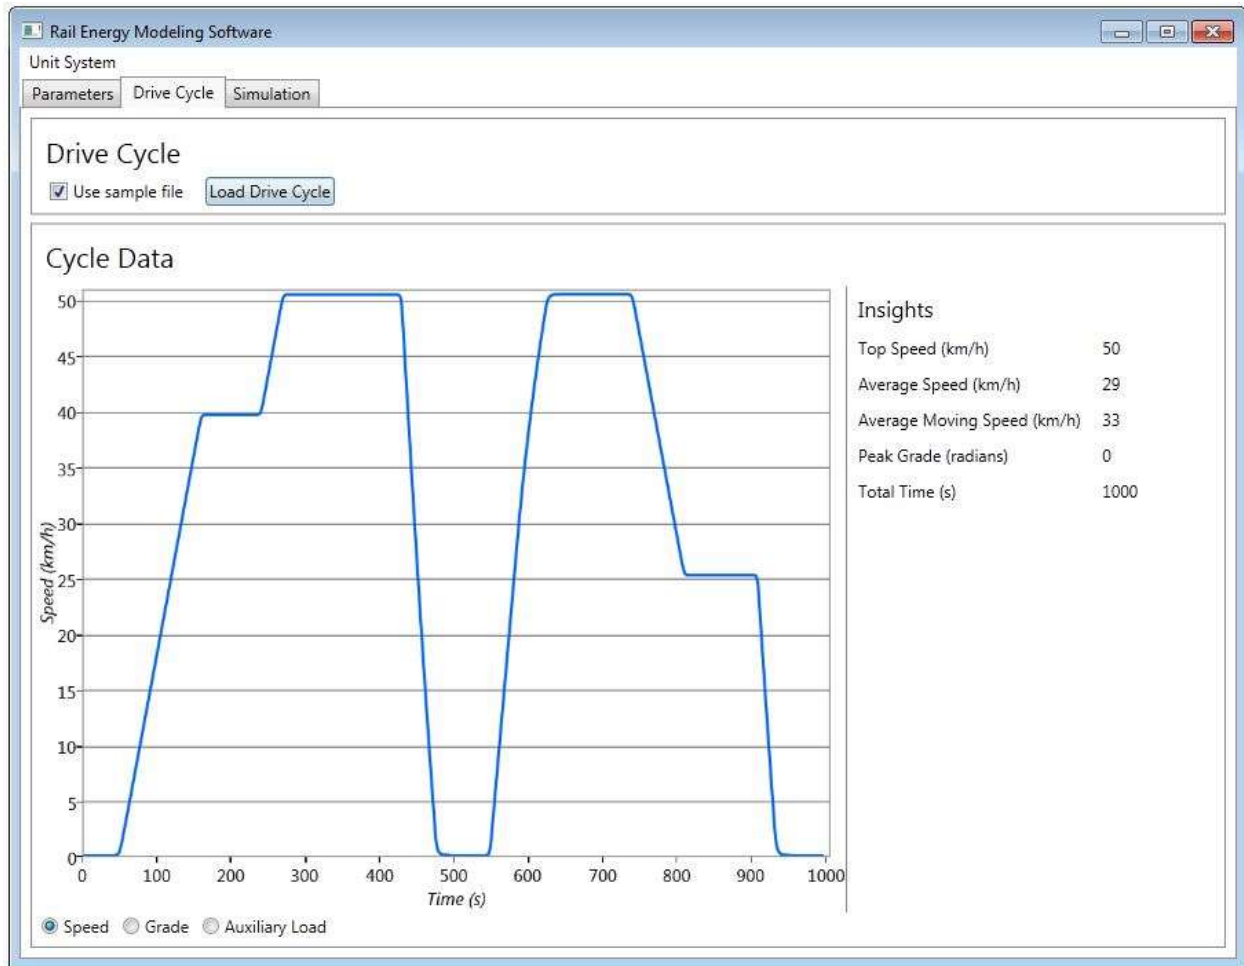 Rail Energy Modeling Software
Unit System
Parameters Drive Cycle Simulation
Drive Cycle
Use sample file Load Drive Cycle
Cycle Data
50
45
40
35
30
25
20
15
10
5
0
Speed (km/h)
0 100 200 300 400 500 600 700 800 900 1000
Time (s)
Speed Grade Auxiliary Load
Insights
Top Speed (km/h) 50
Average Speed (km/h) 29
Average Moving Speed (km/h) 33
Peak Grade (radians) 0
Total Time (s) 1000